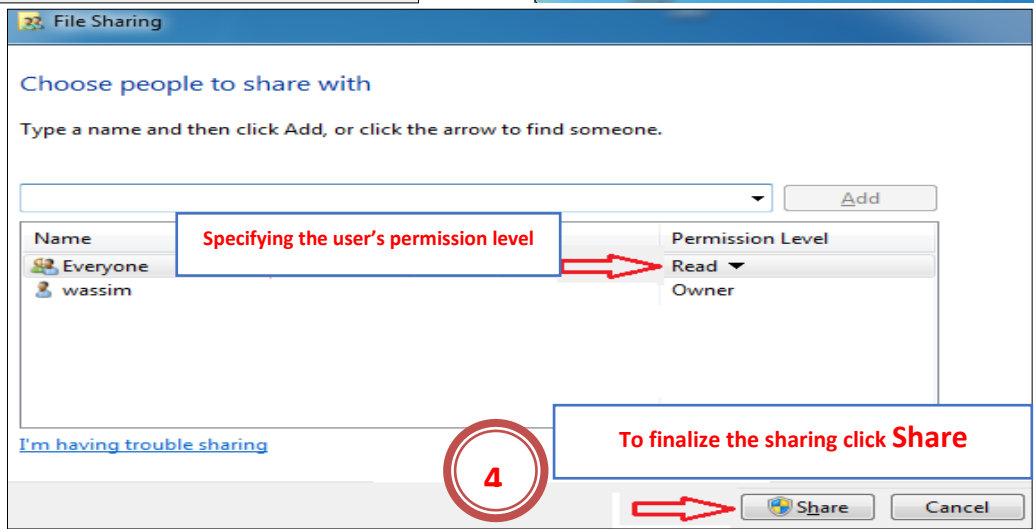 File Sharing
Choose people to share with
Type a name and then click Add, or click the arrow to find someone.
Add
Name
Specifying the user's permission level
Permission Level
Everyone
Read
wassim
Owner
I'm having trouble sharing
4
To finalize the sharing click Share
Share
Cancel